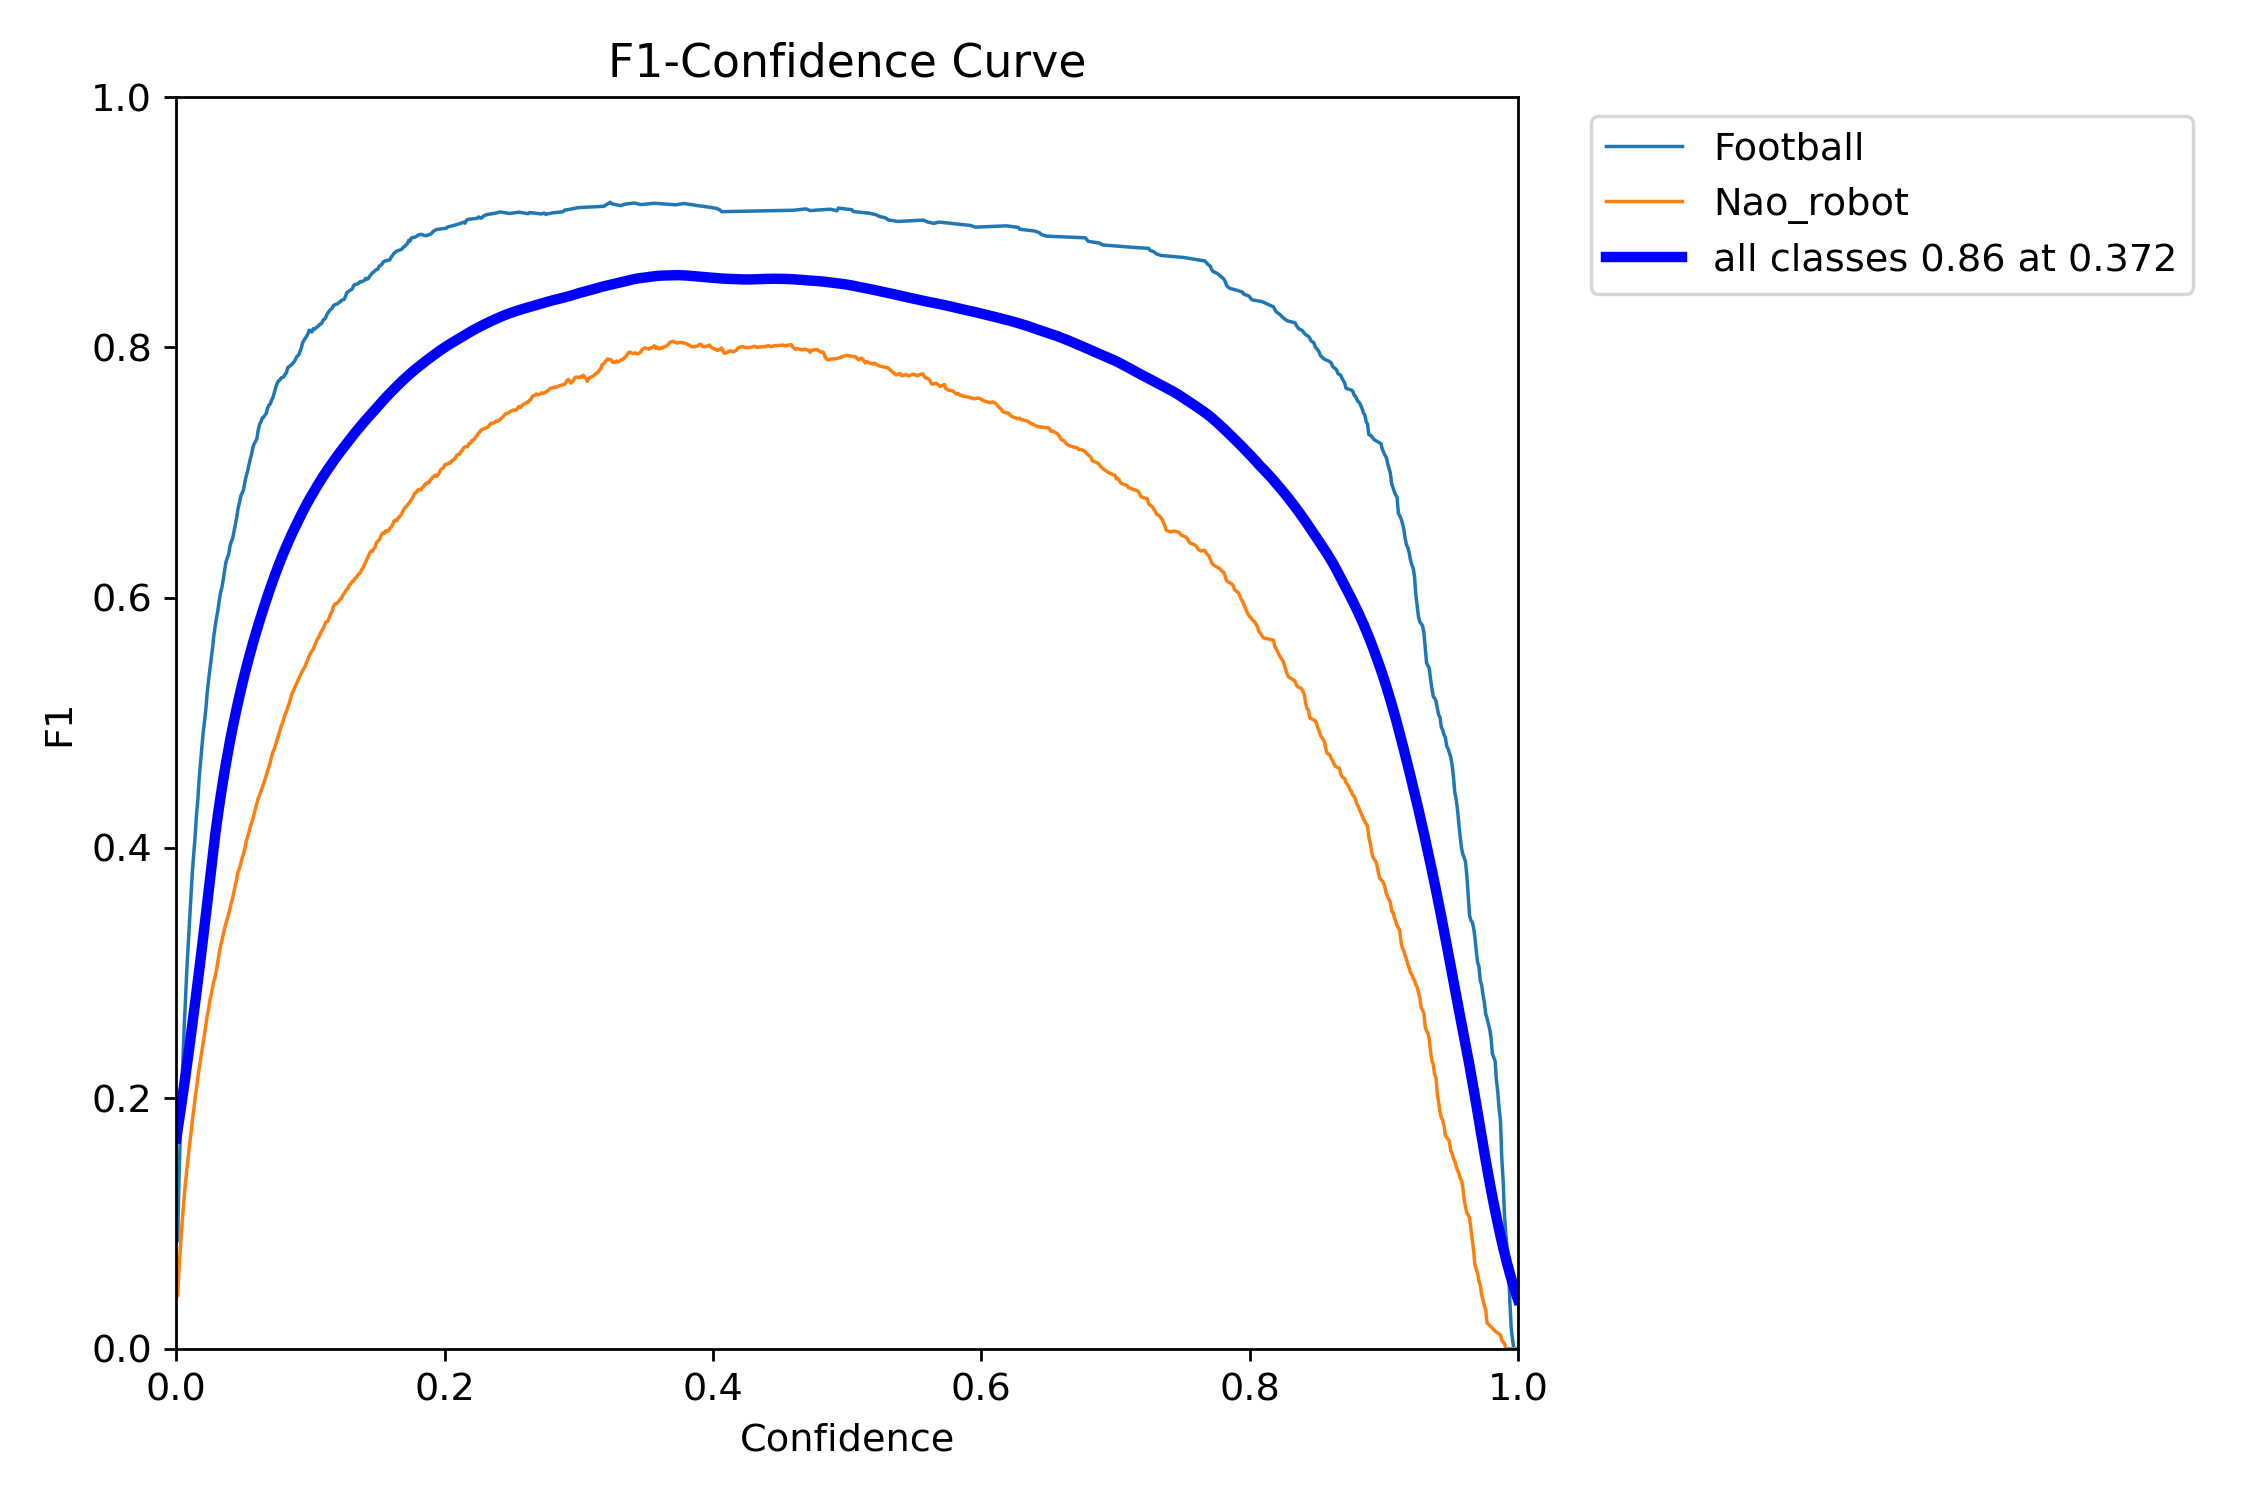 F1-Confidence Curve
1.0
0.8
0.6
0.4
0.2
0.0
F1
0.0 0.2 0.4 0.6 0.8 1.0
Confidence
Football
Nao_robot
all classes 0.86 at 0.372